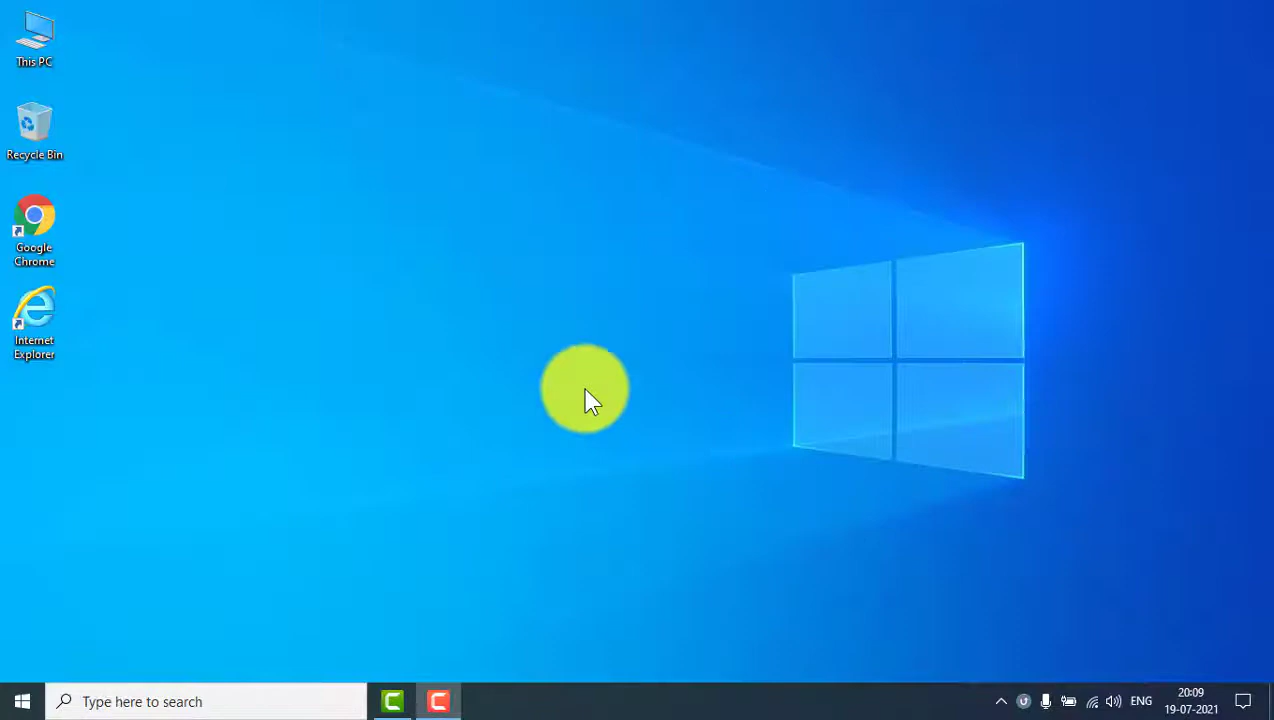 This PC
Recycle Bin
Google
Chrome
Internet
Explorer
Type here to search
ENG
20:09
19-07-2021